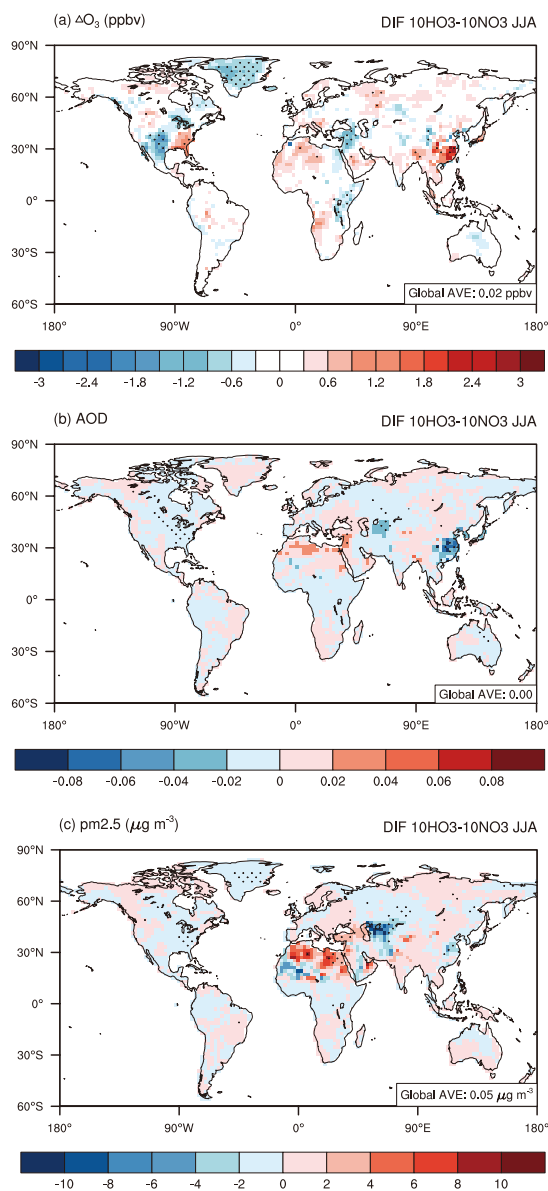 (a) ΔO₃ (ppbv) DIF 10HO3-10NO3 JJA
90°N
60°N
30°N
0°
30°S
60°S
Global AVE: 0.02 ppbv
180° 90°W 0° 90°E 180°
-3 -2.4 -1.8 -1.2 -0.6 0 0.6 1.2 1.8 2.4 3
(b) AOD DIF 10HO3-10NO3 JJA
90°N
60°N
30°N
0°
30°S
60°S
Global AVE: 0.00
180° 90°W 0° 90°E 180°
-0.08 -0.06 -0.04 -0.02 0 0.02 0.04 0.06 0.08
(c) pm2.5 (μg m⁻³) DIF 10HO3-10NO3 JJA
90°N
60°N
30°N
0°
30°S
60°S
Global AVE: 0.05 μg m⁻³
180° 90°W 0° 90°E 180°
-10 -8 -6 -4 -2 0 2 4 6 8 10